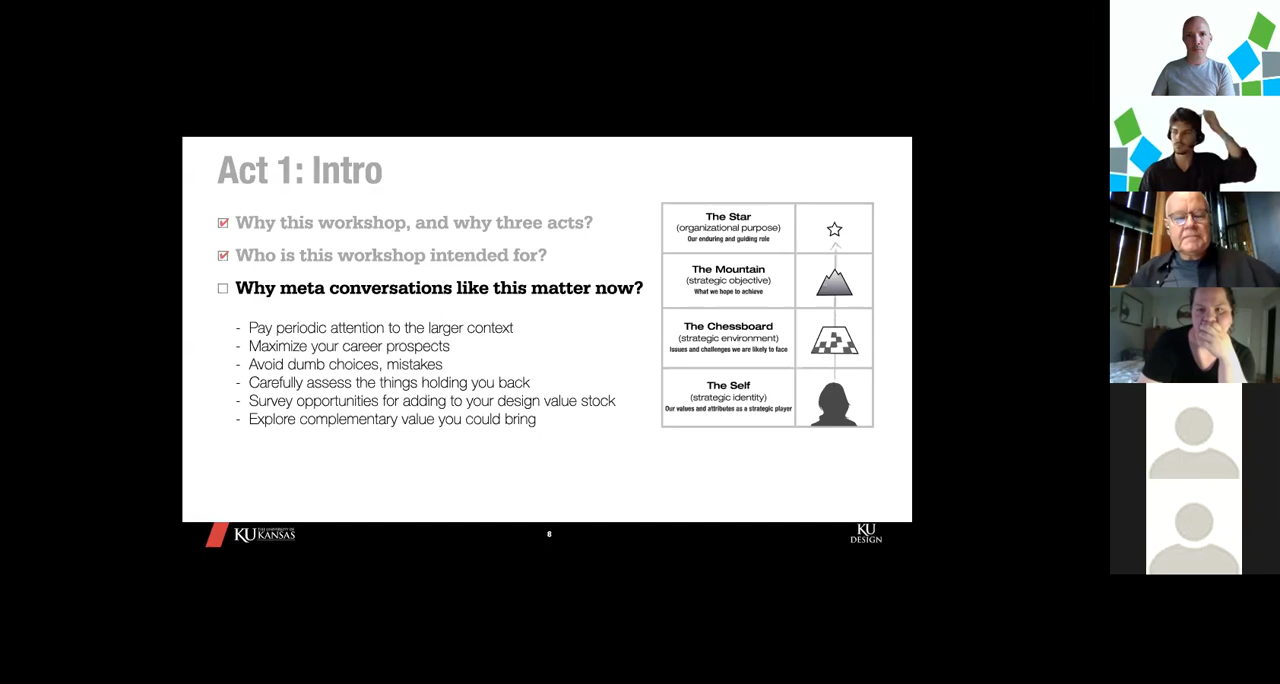 Act 1: Intro
Why this workshop, and why three acts?
Who is this workshop intended for?
Why meta conversations like this matter now?
- Pay periodic attention to the larger context
- Maximize your career prospects
- Avoid dumb choices, mistakes
- Carefully assess the things holding you back
- Survey opportunities for adding to your design value stock
- Explore complementary value you could bring
The Star
(organizational purpose)
Our enduring and guiding role
The Mountain
(strategic objective)
What we hope to achieve
The Chessboard
(strategic environment)
Issues and challenges we are likely to face
The Self
(strategic identity)
Our values and attributes as a strategic player
KU THE UNIVERSITY OF
KANSAS
8
KU
DESIGN